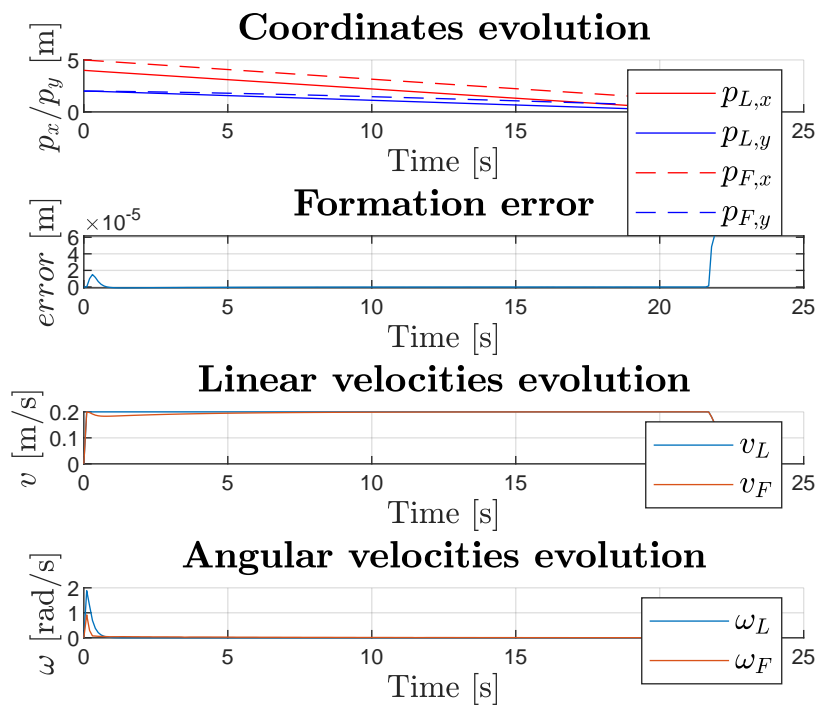 Coordinates evolution
p_x/p_y [m]
5
0
0 5 10 15 25
Time [s]
p_{L,x}
p_{L,y}
p_{F,x}
p_{F,y}
Formation error
×10^{-5}
error [m]
6
4
2
0
0 5 10 15 20 25
Time [s]
Linear velocities evolution
v [m/s]
0.2
0.1
0
0 5 10 15 25
Time [s]
v_L
v_F
Angular velocities evolution
ω [rad/s]
2
1
0
0 5 10 15 25
Time [s]
ω_L
ω_F